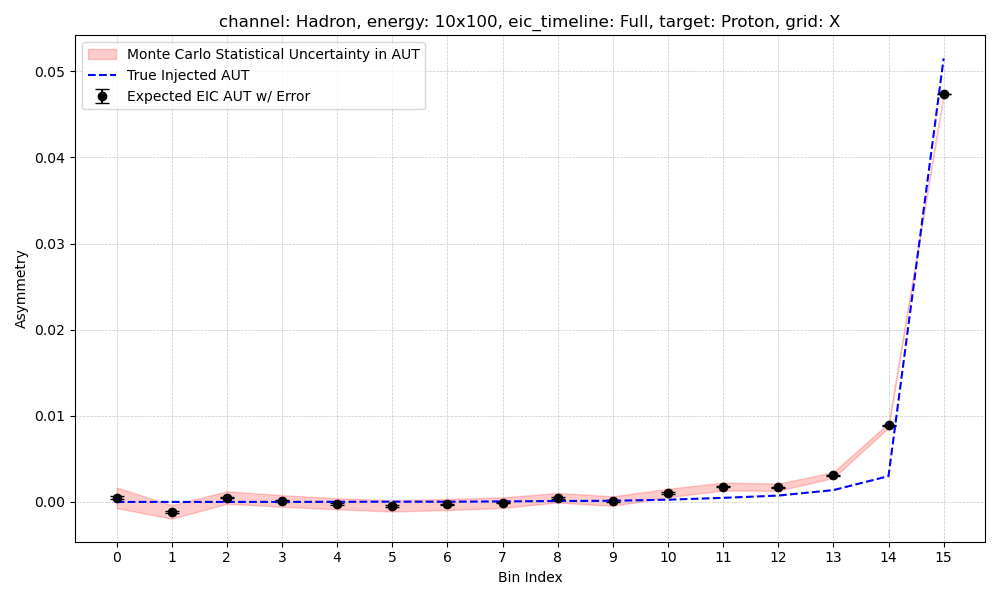 channel: Hadron, energy: 10x100, eic_timeline: Full, target: Proton, grid: X
Monte Carlo Statistical Uncertainty in AUT
True Injected AUT
Expected EIC AUT w/ Error
Asymmetry
0.05
0.04
0.03
0.02
0.01
0.00
0 1 2 3 4 5 6 7 8 9 10 11 12 13 14 15
Bin Index